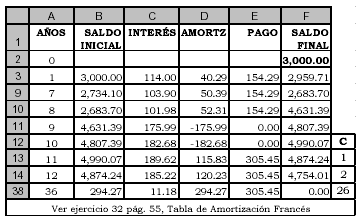 A B C D E F
1 AÑOS SALDO INICIAL INTERÉS AMORTZ PAGO SALDO FINAL
2 0 3,000.00
3 1 3,000.00 114.00 40.29 154.29 2,959,71
9 7 2,734.10 103.90 50.39 154.29 2,683.70
10 8 2,683.70 101.98 52.31 154.29 4,631.39
11 9 4,631.39 175.99 -175.99 0.00 4,807.39
12 10 4,807.39 182.68 -182.68 0.00 4,990.07 C
13 11 4,990.07 189.62 115.83 305.45 4,874.24 1
14 12 4,874.24 185.22 120.23 305.45 4,754.01 2
38 36 294.27 11.18 294.27 305.45 0.00 26
Ver ejercicio 32 pág. 55, Tabla de Amortización Francés